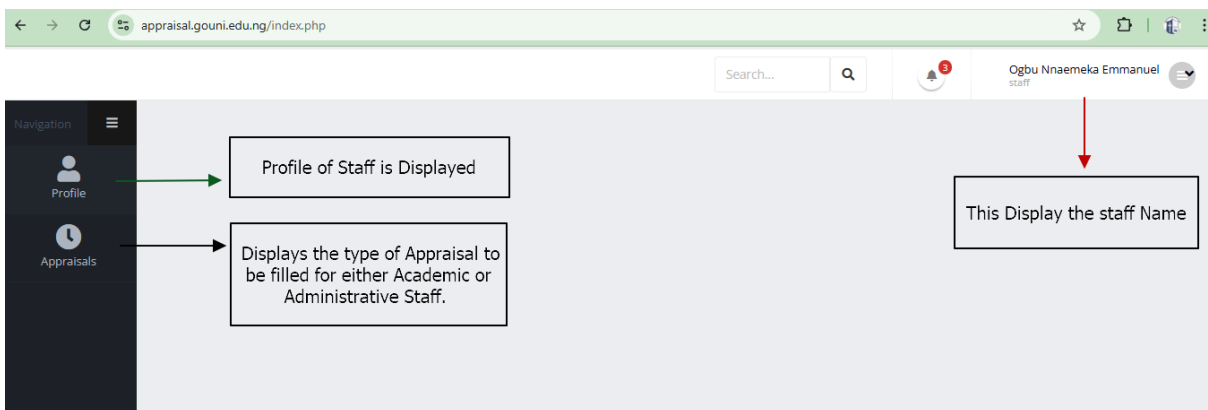 appraisal.gouni.edu.ng/index.php
Search...
3
Ogbu Nnaemeka Emmanuel
staff
Navigation
Profile
Profile of Staff is Displayed
This Display the staff Name
Appraisals
Displays the type of Appraisal to
be filled for either Academic or
Administrative Staff.